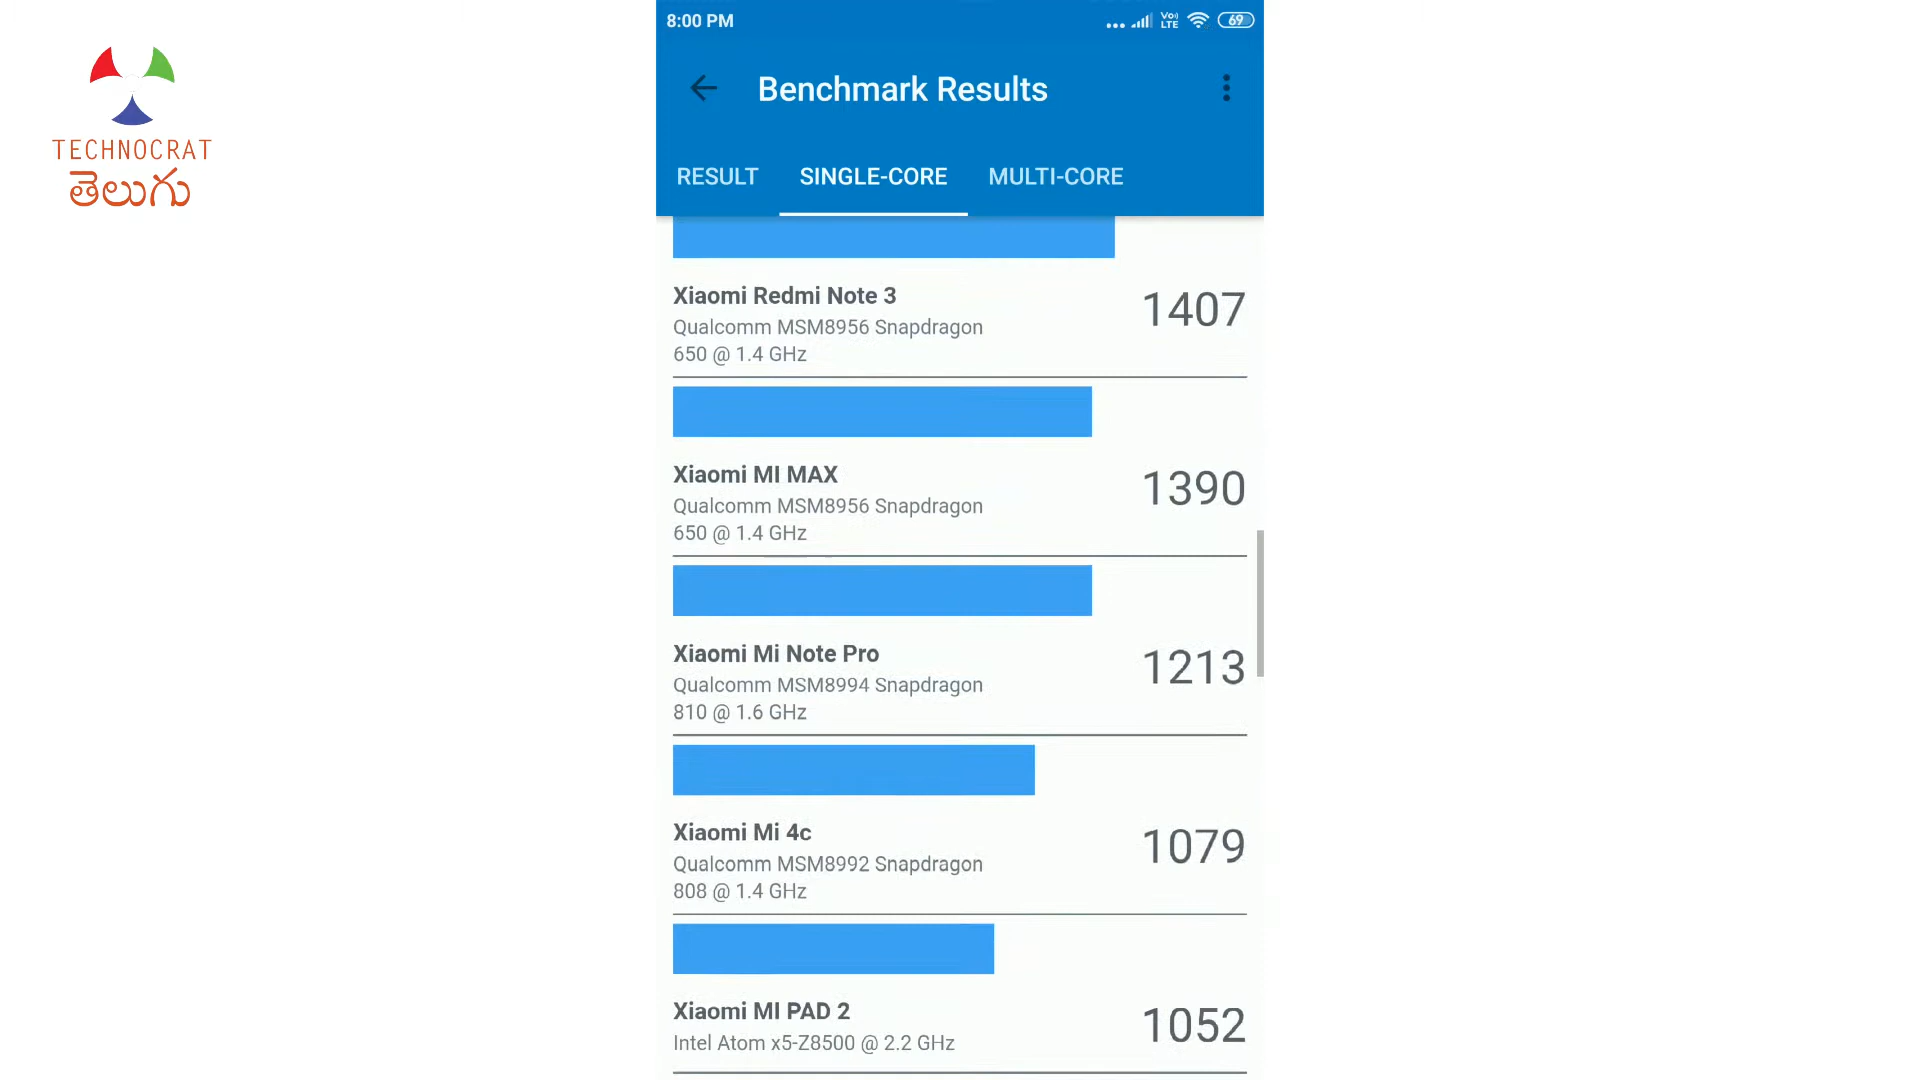 TECHNOCRAT
తెలుగు
8:00 PM
Vo) LTE
69
Benchmark Results
RESULT
SINGLE-CORE
MULTI-CORE
Xiaomi Redmi Note 3
1407
Qualcomm MSM8956 Snapdragon
650 @ 1.4 GHz
Xiaomi MI MAX
1390
Qualcomm MSM8956 Snapdragon
650 @ 1.4 GHz
Xiaomi Mi Note Pro
1213
Qualcomm MSM8994 Snapdragon
810 @ 1.6 GHz
Xiaomi Mi 4c
1079
Qualcomm MSM8992 Snapdragon
808 @ 1.4 GHz
Xiaomi MI PAD 2
1052
Intel Atom x5-Z8500 @ 2.2 GHz